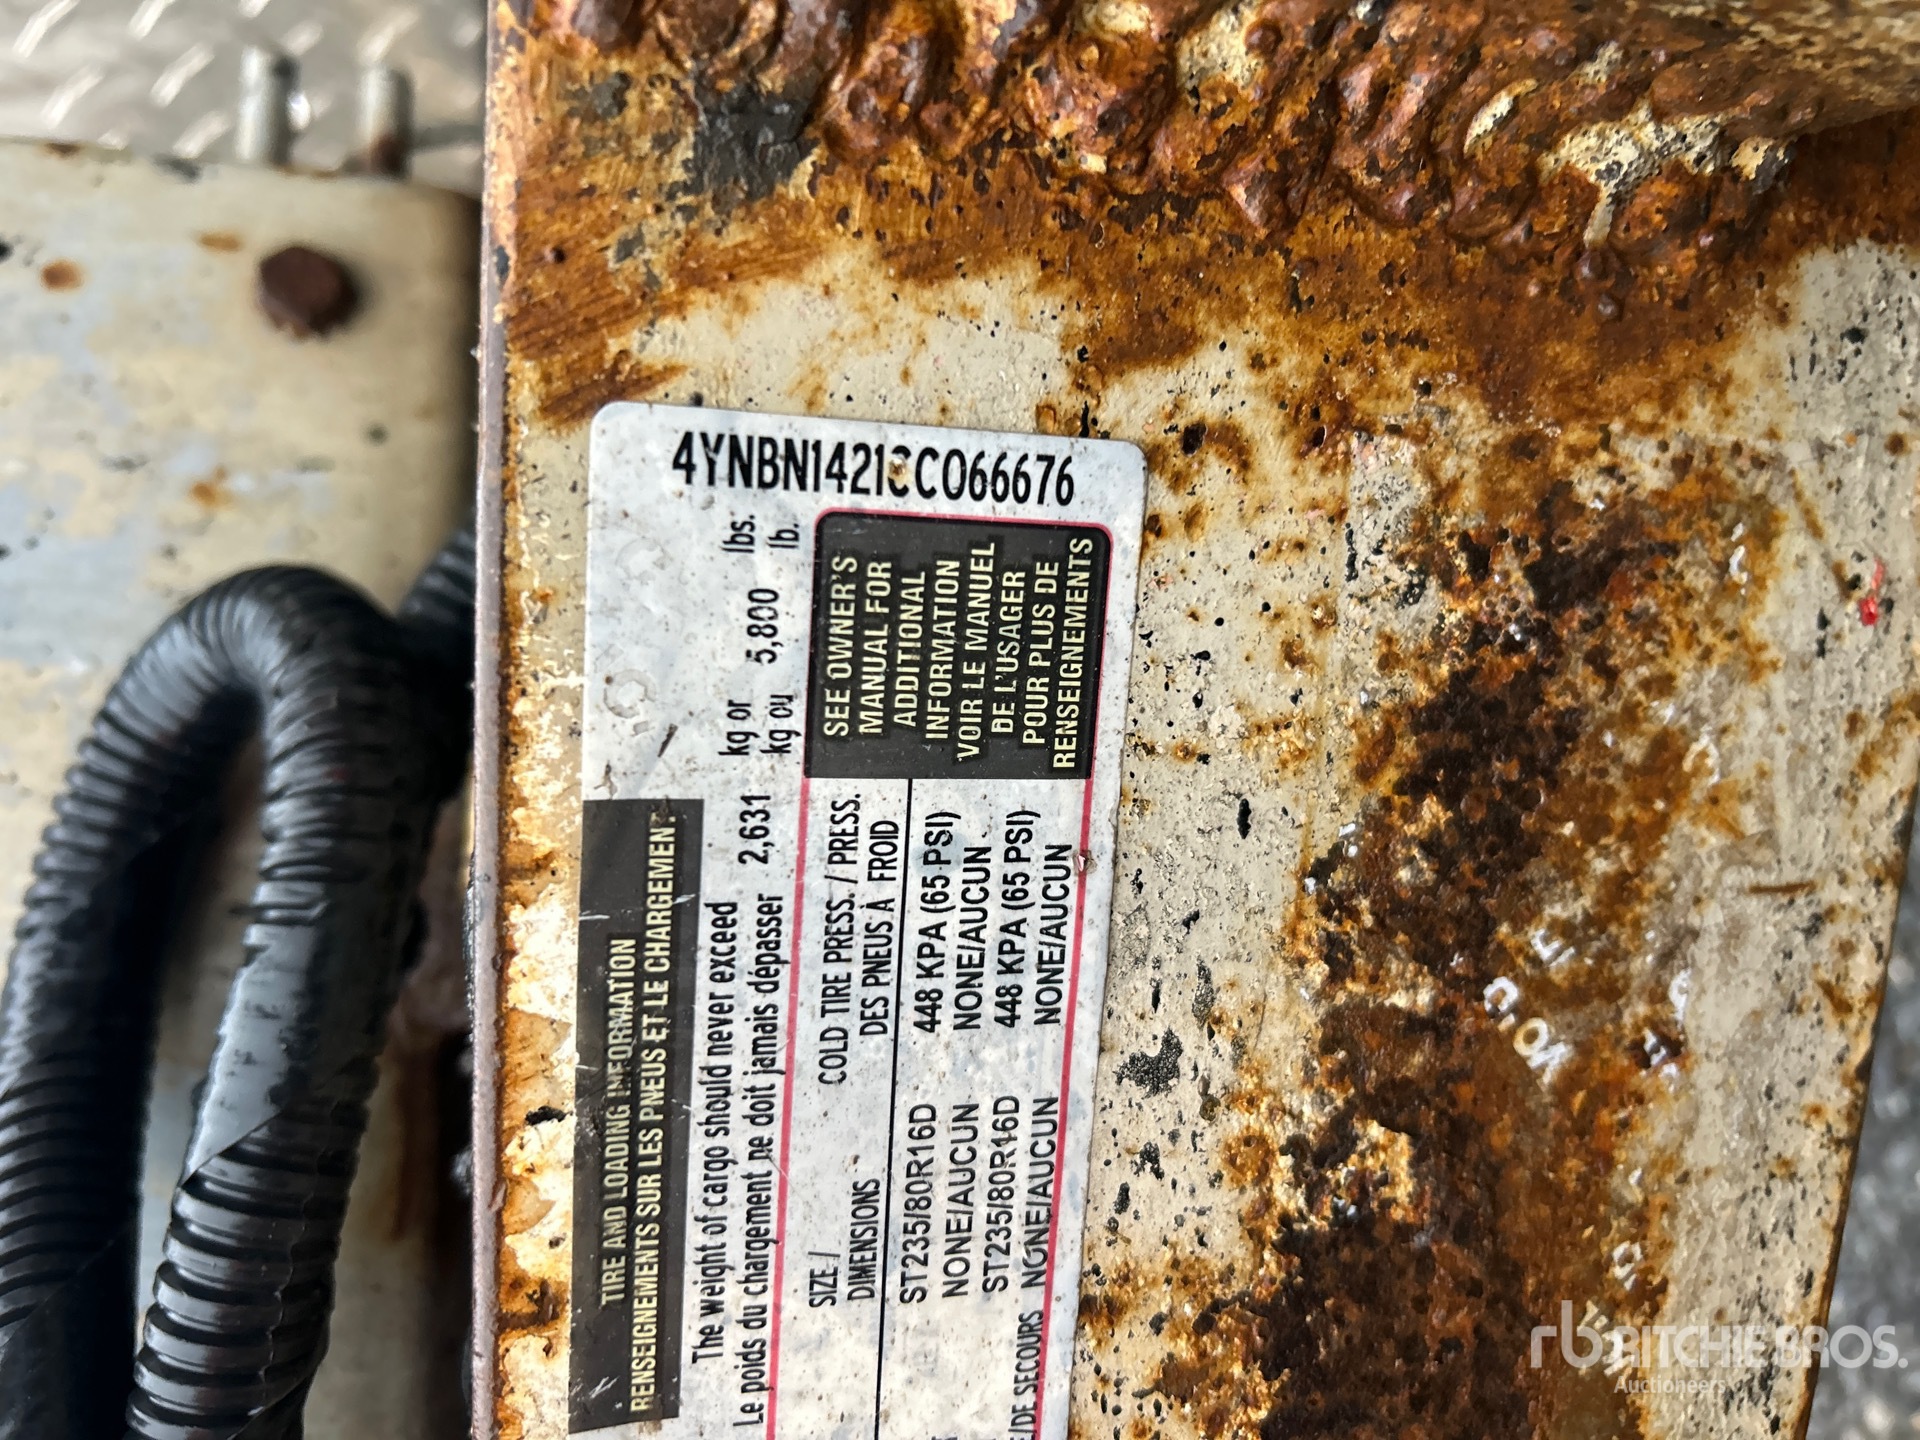 4YNBN1421CC066676
TIRE AND LOADING INFORMATION
RENSEIGNEMENTS SUR LES PNEUS ET LE CHARGEMENT
The weight of cargo should never exceed 2,631 kg or 5,800 lbs.
Le poids du chargement ne doit jamais dépasser kg ou lb.
SIZE / COLD TIRE PRESS. / PRESS.
DIMENSIONS DES PNEUS À FROID
ST235/80R16D 448 KPA (65 PSI)
NONE/AUCUN NONE/AUCUN
ST235/80R16D 448 KPA (65 PSI)
E/DE SECOURS NONE/AUCUN NONE/AUCUN
SEE OWNER'S
MANUAL FOR
ADDITIONAL
INFORMATION
VOIR LE MANUEL
DE L'USAGER
POUR PLUS DE
RENSEIGNEMENTS
rb RITCHIE BROS.
Auctioneers